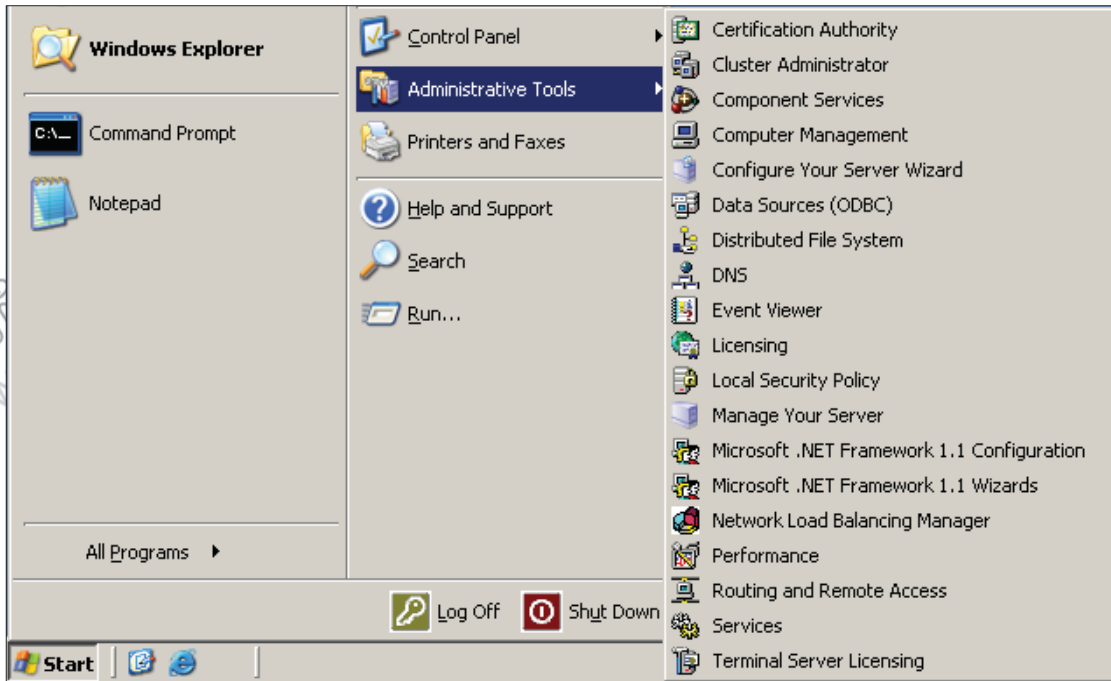 Windows Explorer
Command Prompt
Notepad
All Programs
Control Panel
Administrative Tools
Printers and Faxes
Help and Support
Search
Run...
Certification Authority
Cluster Administrator
Component Services
Computer Management
Configure Your Server Wizard
Data Sources (ODBC)
Distributed File System
DNS
Event Viewer
Licensing
Local Security Policy
Manage Your Server
Microsoft .NET Framework 1.1 Configuration
Microsoft .NET Framework 1.1 Wizards
Network Load Balancing Manager
Performance
Routing and Remote Access
Services
Terminal Server Licensing
Log Off
Shut Down
Start